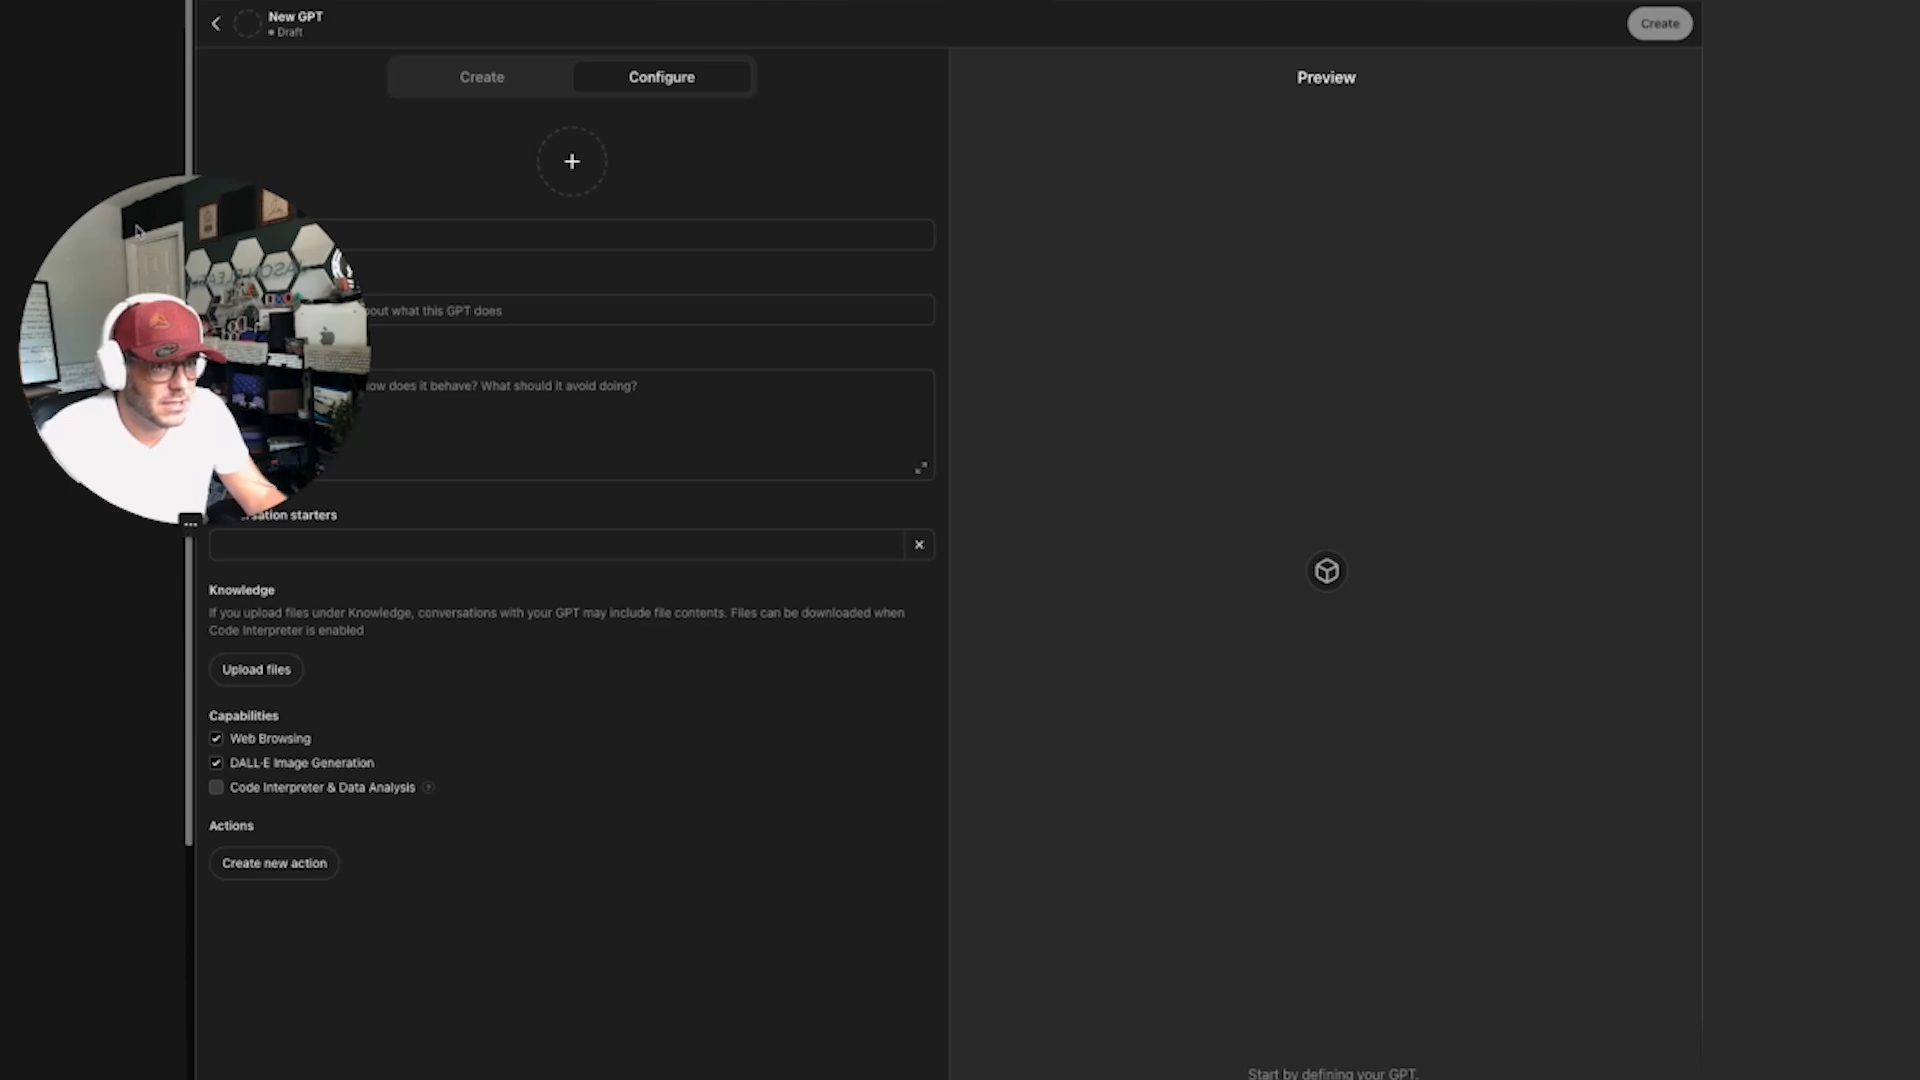 New GPT
Draft
Create
Create
Configure
Preview
what this GPT does
does it behave? What should it avoid doing?
starters
Knowledge
If you upload files under Knowledge, conversations with your GPT may include file contents. Files can be downloaded when
Code Interpreter is enabled
Upload files
Capabilities
Web Browsing
DALL·E Image Generation
Code Interpreter & Data Analysis
?
Actions
Create new action
Start by defining your GPT.